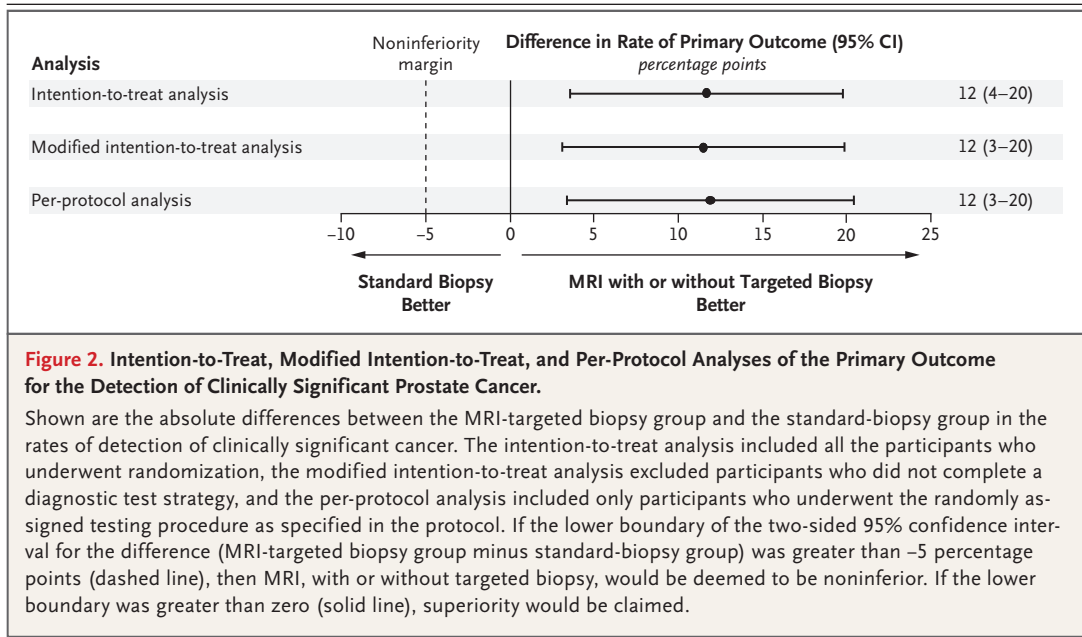 Noninferiority margin
Difference in Rate of Primary Outcome (95% CI)
percentage points
Analysis
Intention-to-treat analysis 12 (4–20)
Modified intention-to-treat analysis 12 (3–20)
Per-protocol analysis 12 (3–20)
–10 –5 0 5 10 15 20 25
Standard Biopsy
Better
MRI with or without Targeted Biopsy
Better
Figure 2. Intention-to-Treat, Modified Intention-to-Treat, and Per-Protocol Analyses of the Primary Outcome
for the Detection of Clinically Significant Prostate Cancer.
Shown are the absolute differences between the MRI-targeted biopsy group and the standard-biopsy group in the
rates of detection of clinically significant cancer. The intention-to-treat analysis included all the participants who
underwent randomization, the modified intention-to-treat analysis excluded participants who did not complete a
diagnostic test strategy, and the per-protocol analysis included only participants who underwent the randomly as-
signed testing procedure as specified in the protocol. If the lower boundary of the two-sided 95% confidence inter-
val for the difference (MRI-targeted biopsy group minus standard-biopsy group) was greater than –5 percentage
points (dashed line), then MRI, with or without targeted biopsy, would be deemed to be noninferior. If the lower
boundary was greater than zero (solid line), superiority would be claimed.